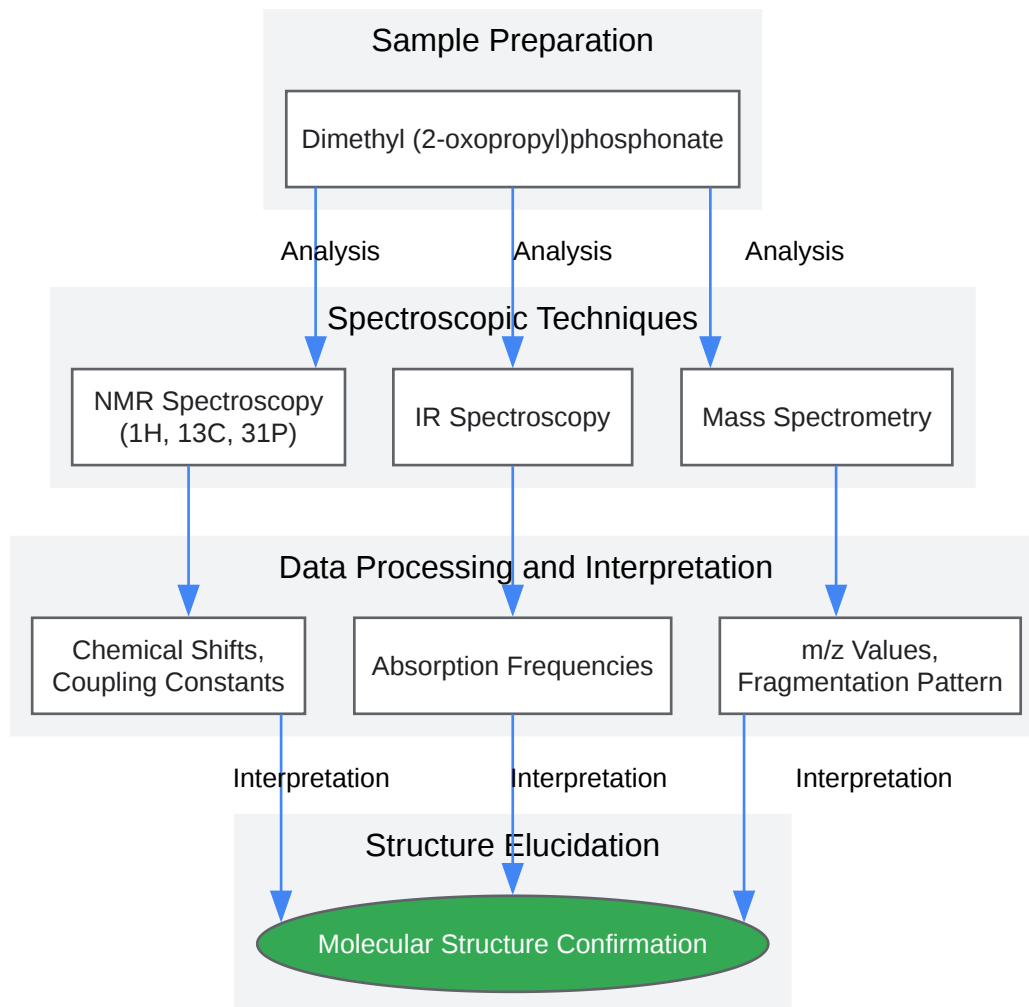 Sample Preparation
Dimethyl (2-oxopropyl)phosphonate
Analysis
Analysis
Analysis
Spectroscopic Techniques
NMR Spectroscopy
(1H, 13C, 31P)
IR Spectroscopy
Mass Spectrometry
Data Processing and Interpretation
Chemical Shifts,
Coupling Constants
Absorption Frequencies
m/z Values,
Fragmentation Pattern
Interpretation
Interpretation
Interpretation
Structure Elucidation
Molecular Structure Confirmation